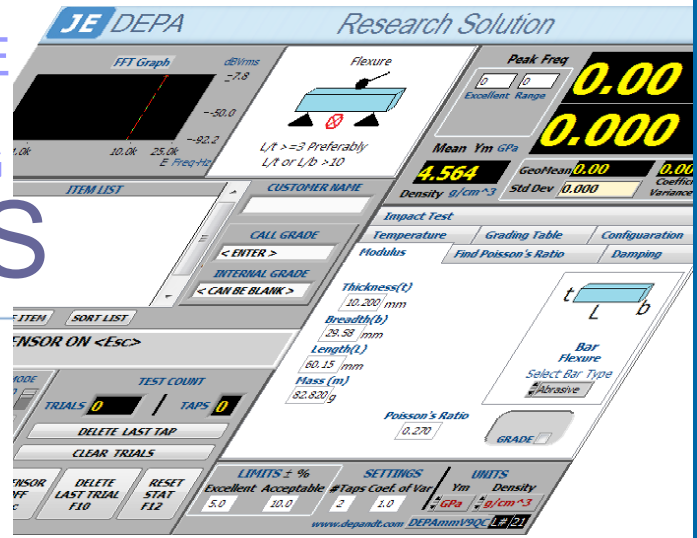 JE DEPA Research Solution
FFT Graph dBVrms
-7.8
-50.0
-92.2
10.0k 25.0k
E Freq-Hz
Flexure
L/t >=3 Preferably
L/t or L/b >10
Peak Freq
0 0
Excellent Range
0.00
0.000
Mean Ym GPa
4.564
Density g/cm^3
GeoMean 0.00
Std Dev 0.000
0.00
Variance
ITEM LIST
CUSTOMER NAME
CALL GRADE
< ENTER >
INTERNAL GRADE
< CAN BE BLANK >
SORT LIST
Impact Test
Temperature Grading Table Configuaration
Modulus Find Poisson's Ratio Damping
Thickness(t)
10.200 mm
Breadth(b)
29.58 mm
Length(L)
60.15 mm
Mass (m)
82.820 g
Poisson's Ratio
0.270
t L b
Bar
Flexure
Select Bar Type
Abrasive
GRADE
ENSOR ON <Esc>
TEST COUNT
TRIALS 0 / TAPS 0
DELETE LAST TAP
CLEAR TRIALS
DELETE
LAST TRIAL
F10
RESET
STAT
F12
LIMITS ± %
Excellent Acceptable
5.0 10.0
SETTINGS
#Taps Coef. of Var
2 1.0
UNITS
Ym Density
GPa g/cm^3
www.depandt.com DEPAmmV9QC L# 21